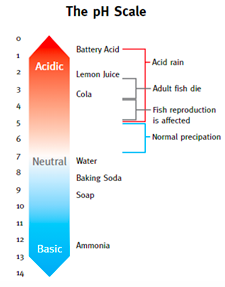 The pH Scale
0
1
2
3
4
5
6
7
8
9
10
11
12
13
14
Acidic
Neutral
Basic
Battery Acid
Lemon Juice
Cola
Water
Baking Soda
Soap
Ammonia
Acid rain
Adult fish die
Fish reproduction
is affected
Normal precipation